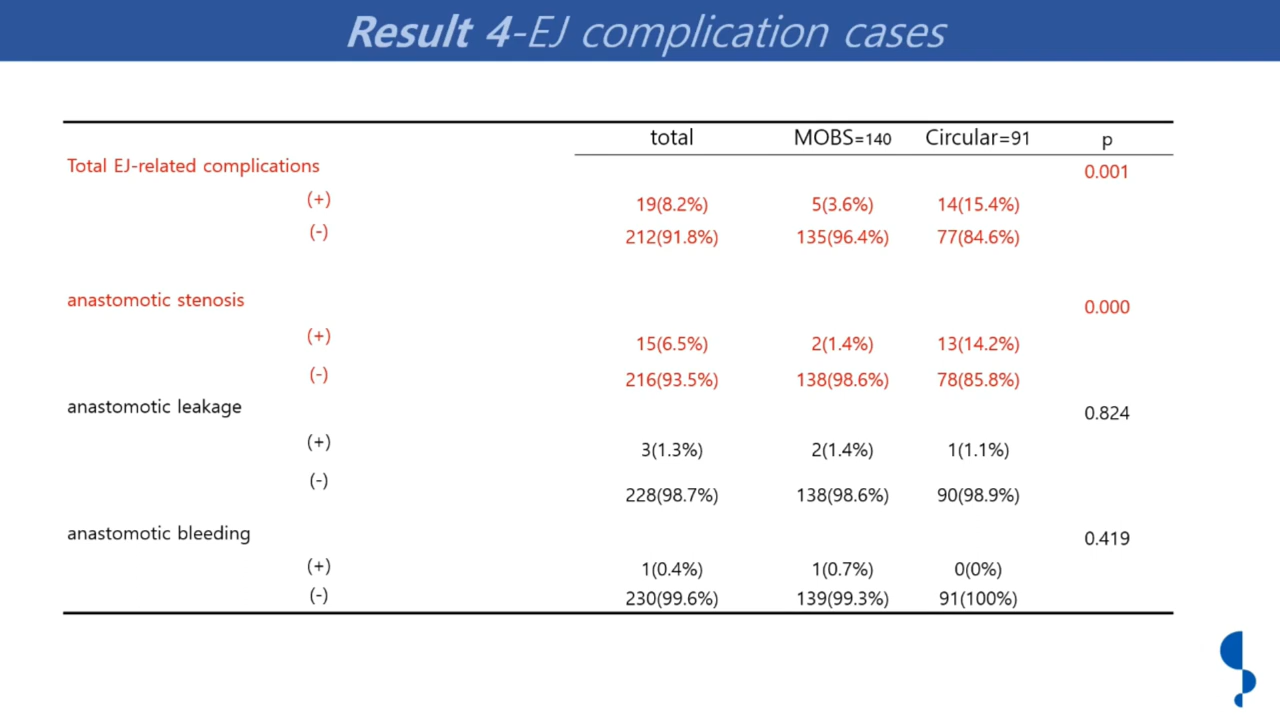 Result 4-EJ complication cases
total MOBS=140 Circular=91 p
Total EJ-related complications 0.001
(+) 19(8.2%) 5(3.6%) 14(15.4%)
(-) 212(91.8%) 135(96.4%) 77(84.6%)
anastomotic stenosis 0.000
(+) 15(6.5%) 2(1.4%) 13(14.2%)
(-) 216(93.5%) 138(98.6%) 78(85.8%)
anastomotic leakage 0.824
(+) 3(1.3%) 2(1.4%) 1(1.1%)
(-) 228(98.7%) 138(98.6%) 90(98.9%)
anastomotic bleeding 0.419
(+) 1(0.4%) 1(0.7%) 0(0%)
(-) 230(99.6%) 139(99.3%) 91(100%)